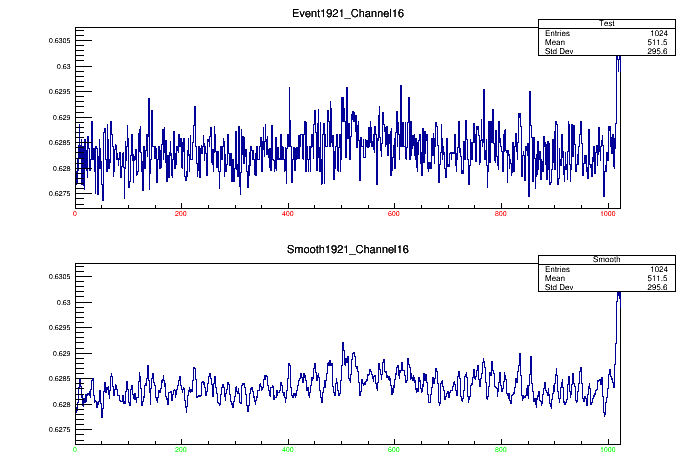 Event1921_Channel16
Test
Entries 1024
Mean 511.5
Std Dev 295.6
0.6305
0.63
0.6295
0.629
0.6285
0.628
0.6275
0 200 400 600 800 1000
Smooth1921_Channel16
Smooth
Entries 1024
Mean 511.5
Std Dev 295.6
0.6305
0.63
0.6295
0.629
0.6285
0.628
0.6275
0 200 400 600 800 1000